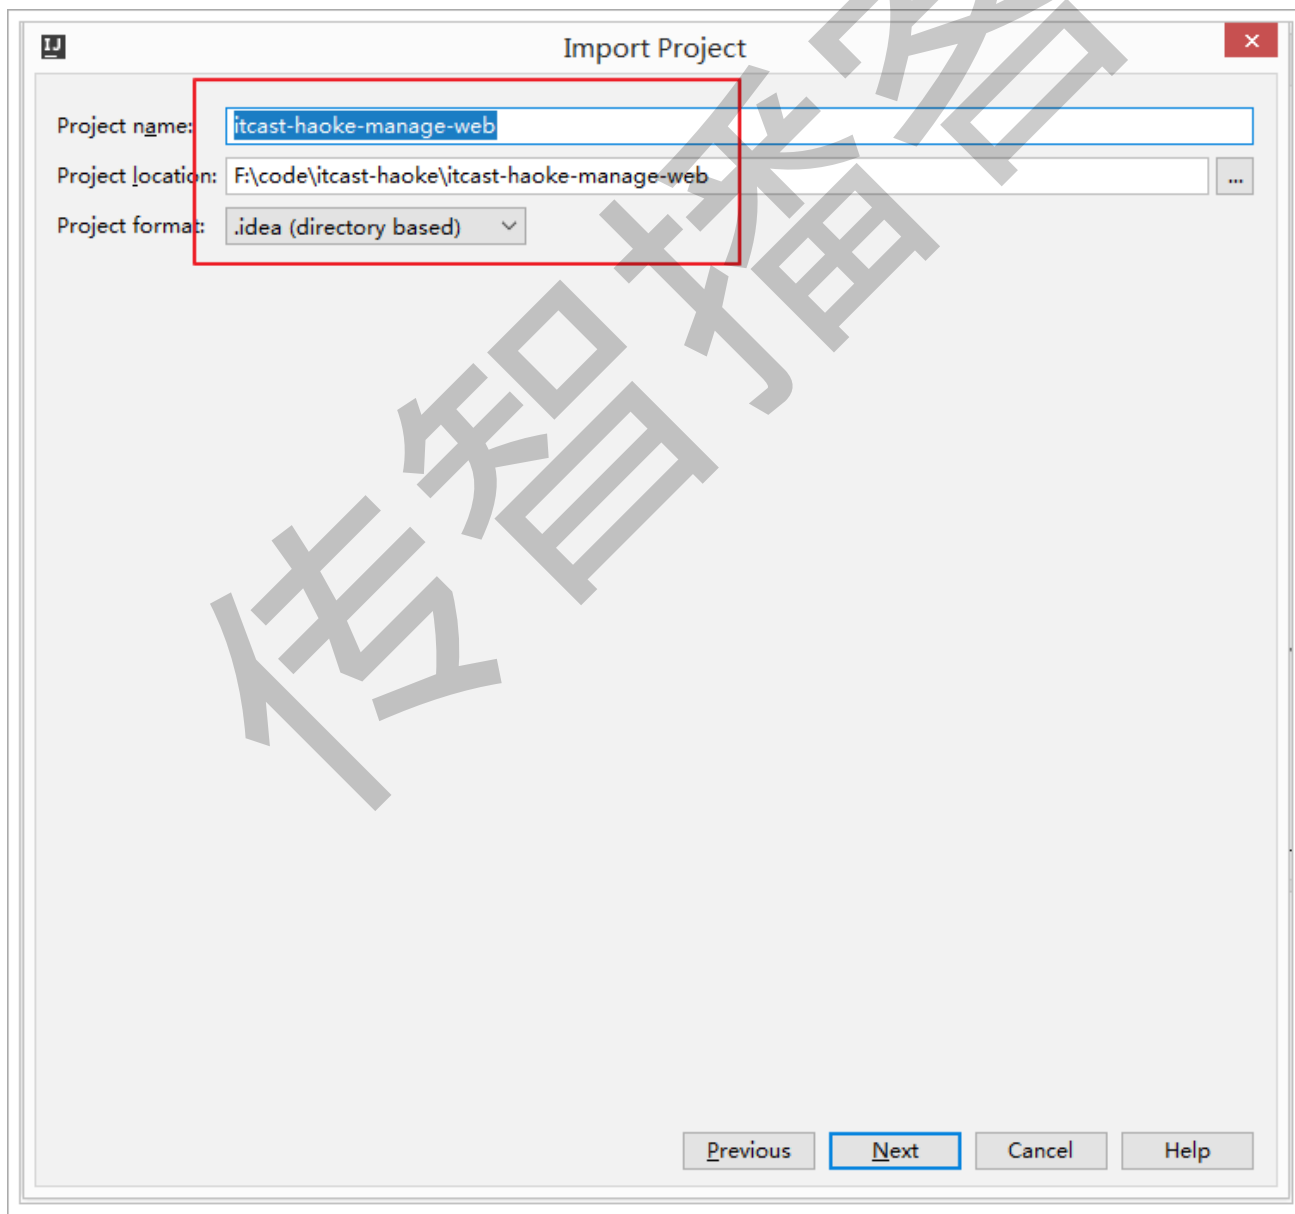 IJ
Import Project
Project name: itcast-haoke-manage-web
Project location: F:\code\itcast-haoke\itcast-haoke-manage-web ...
Project format: .idea (directory based)
传智播客
Previous Next Cancel Help